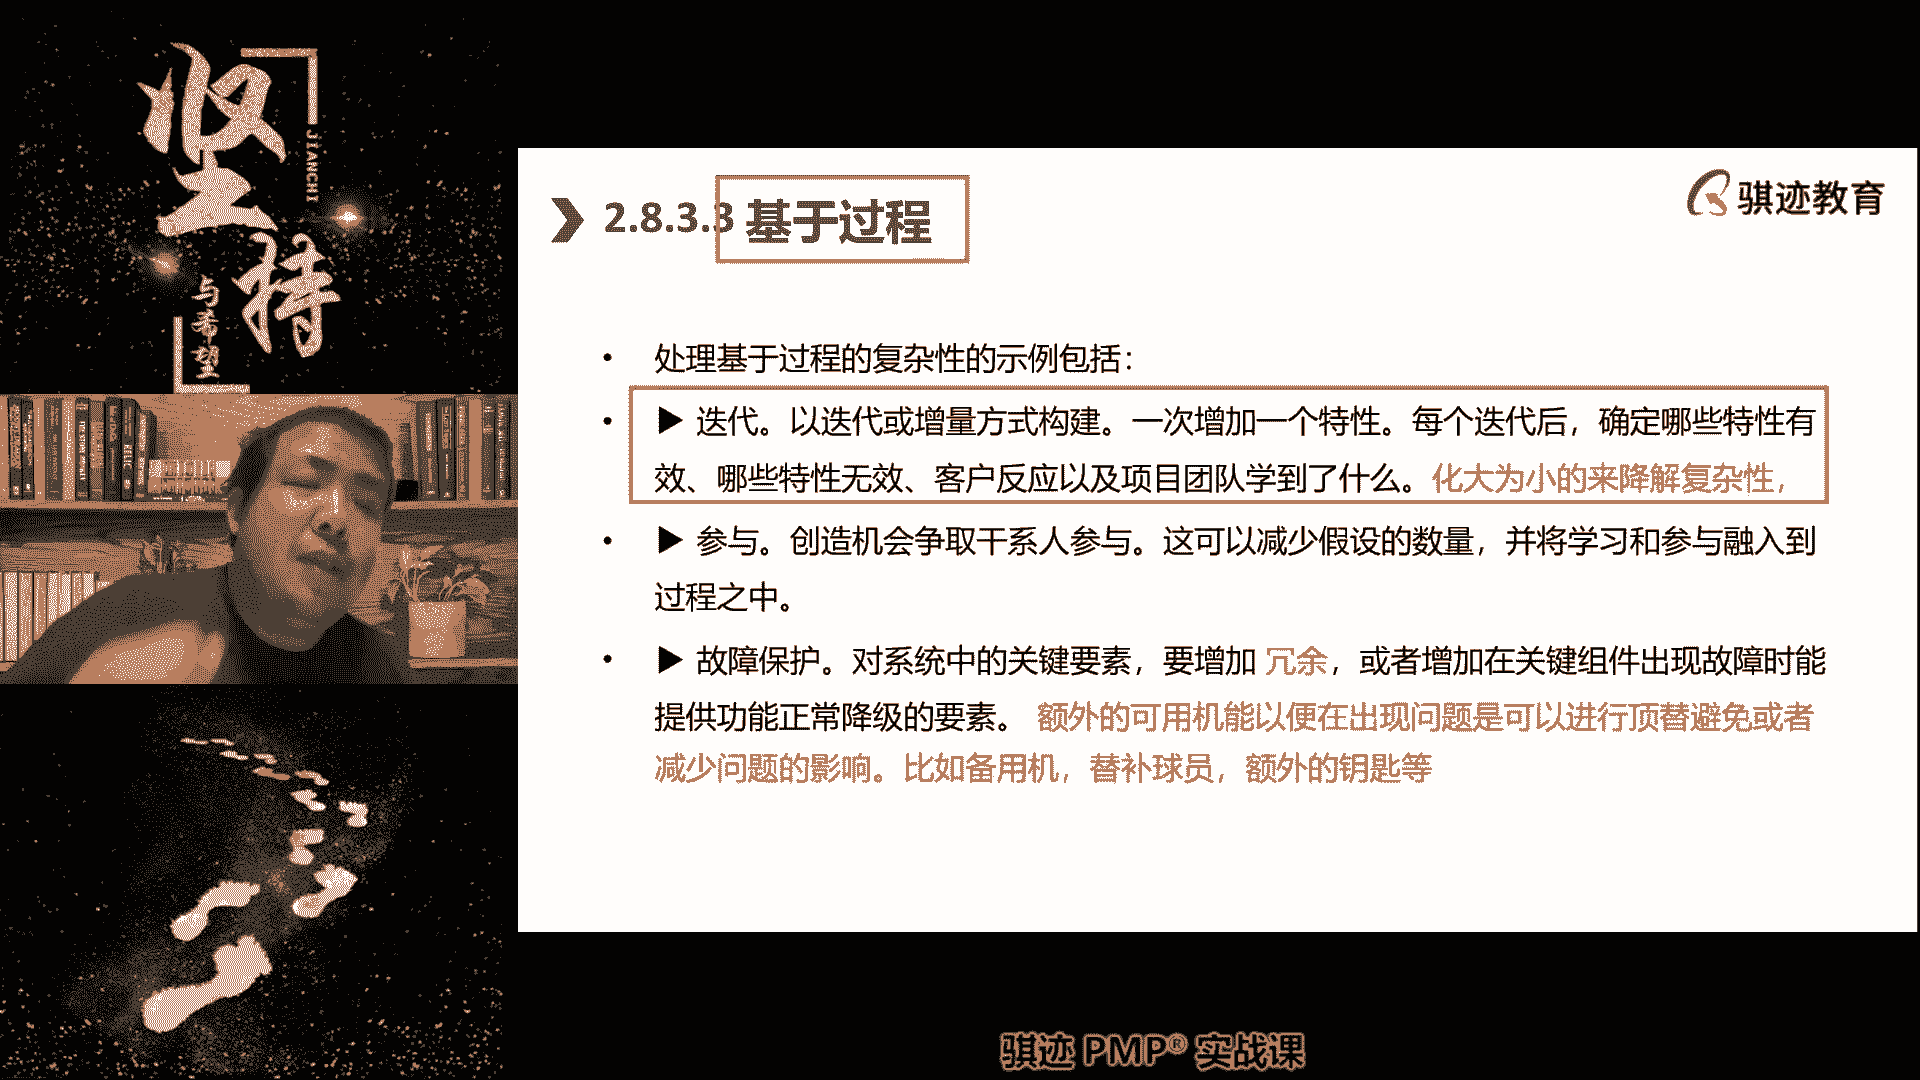 坚持
JIANCHI
与希望
2.8.3.3 基于过程
骐迹教育
• 处理基于过程的复杂性的示例包括：
• ▶ 迭代。以迭代或增量方式构建。一次增加一个特性。每个迭代后，确定哪些特性有
效、哪些特性无效、客户反应以及项目团队学到了什么。化大为小的来降解复杂性，
• ▶ 参与。创造机会争取干系人参与。这可以减少假设的数量，并将学习和参与融入到
过程之中。
• ▶ 故障保护。对系统中的关键要素，要增加 冗余，或者增加在关键组件出现故障时能
提供功能正常降级的要素。 额外的可用机能以便在出现问题是可以进行顶替避免或者
减少问题的影响。比如备用机，替补球员，额外的钥匙等
骐迹 PMP® 实战课